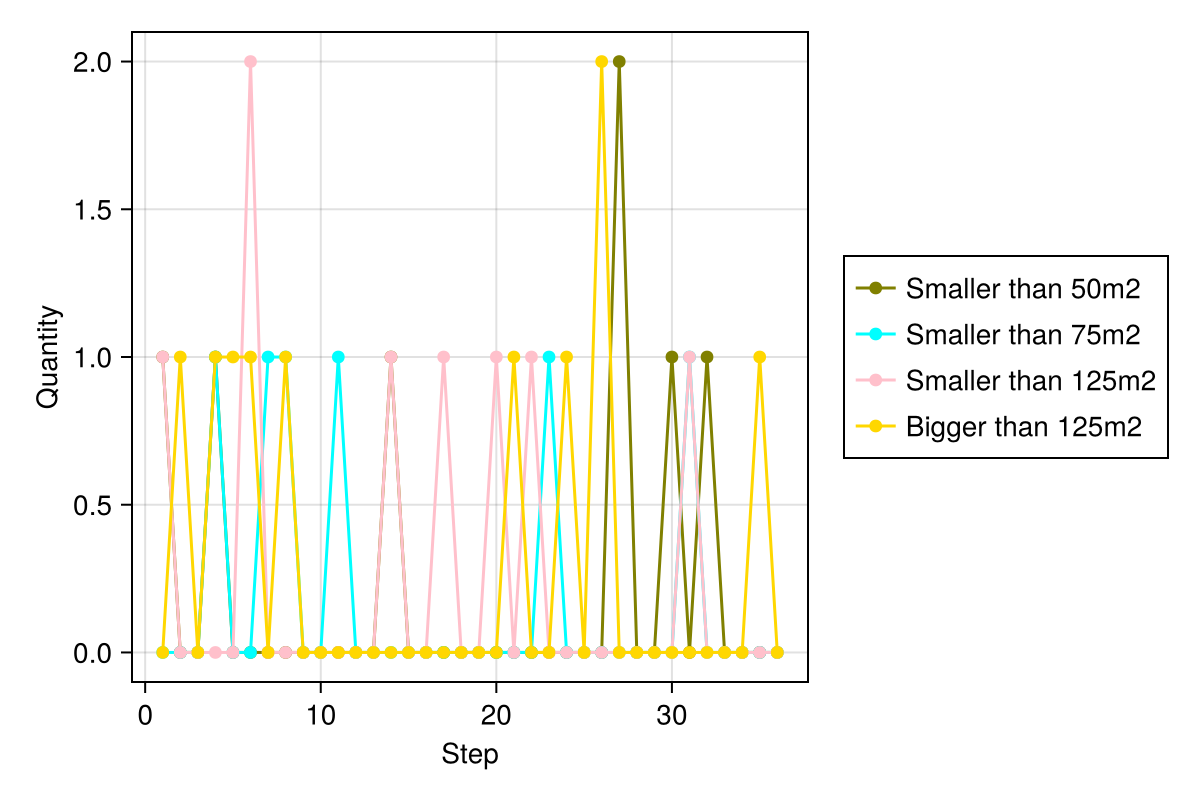 2.0
1.5
1.0
0.5
0.0
Quantity
0 10 20 30
Step
Smaller than 50m2
Smaller than 75m2
Smaller than 125m2
Bigger than 125m2